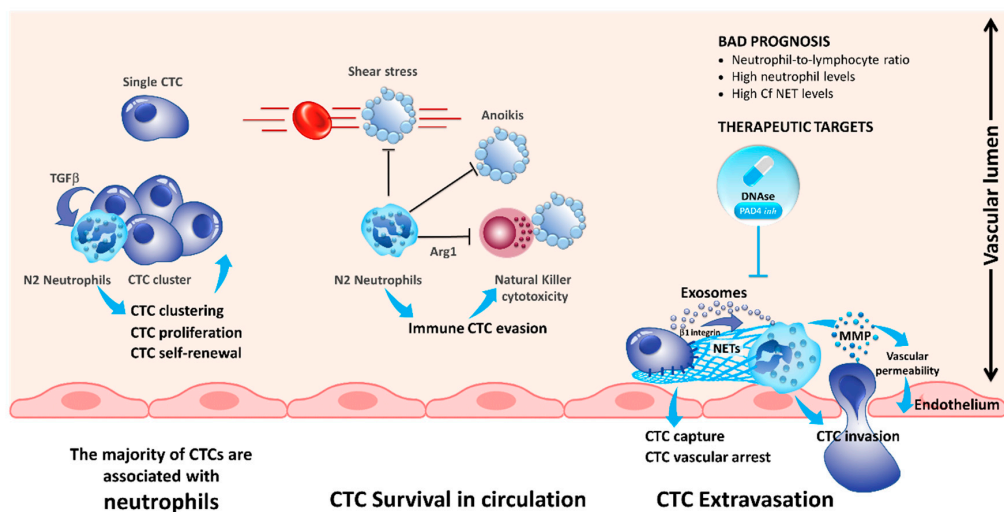 Single CTC
TGFβ
N2 Neutrophils
CTC cluster
CTC clustering
CTC proliferation
CTC self-renewal
The majority of CTCs are
associated with
neutrophils
Shear stress
Anoikis
Arg1
N2 Neutrophils
Natural Killer
cytotoxicity
Immune CTC evasion
CTC Survival in circulation
BAD PROGNOSIS
• Neutrophil-to-lymphocyte ratio
• High neutrophil levels
• High Cf NET levels
THERAPEUTIC TARGETS
DNAse
PAD4 inh
Exosomes
β1 integrin
NETs
MMP
Vascular
permeability
Endothelium
CTC capture
CTC vascular arrest
CTC invasion
CTC Extravasation
Vascular lumen